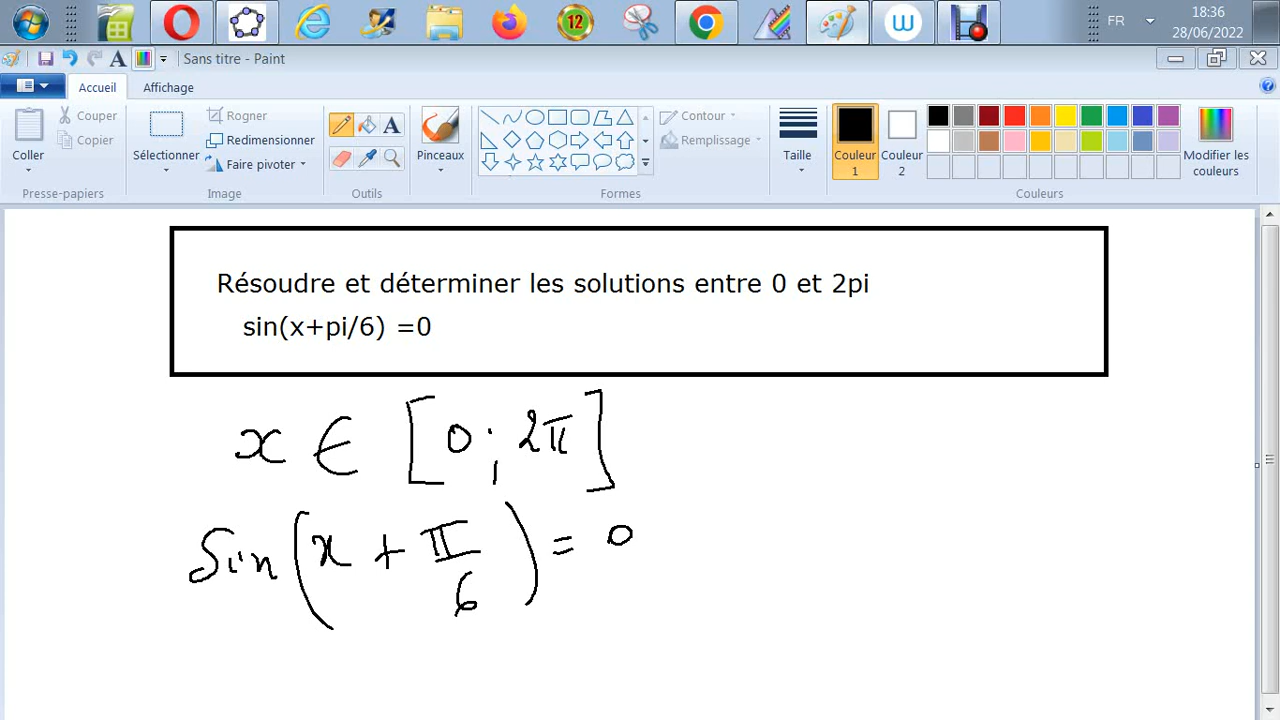 12
W
FR
18:36
28/06/2022
Sans titre - Paint
Accueil
Affichage
Coller
Couper
Copier
Presse-papiers
Sélectionner
Rogner
Redimensionner
Faire pivoter
Image
A
Outils
Pinceaux
Contour
Remplissage
Formes
Taille
Couleur 1
Couleur 2
Modifier les couleurs
Couleurs
Résoudre et déterminer les solutions entre 0 et 2pi
sin(x+pi/6) =0
x ∈ [0 ; 2π]
Sin(x + π/6) = 0